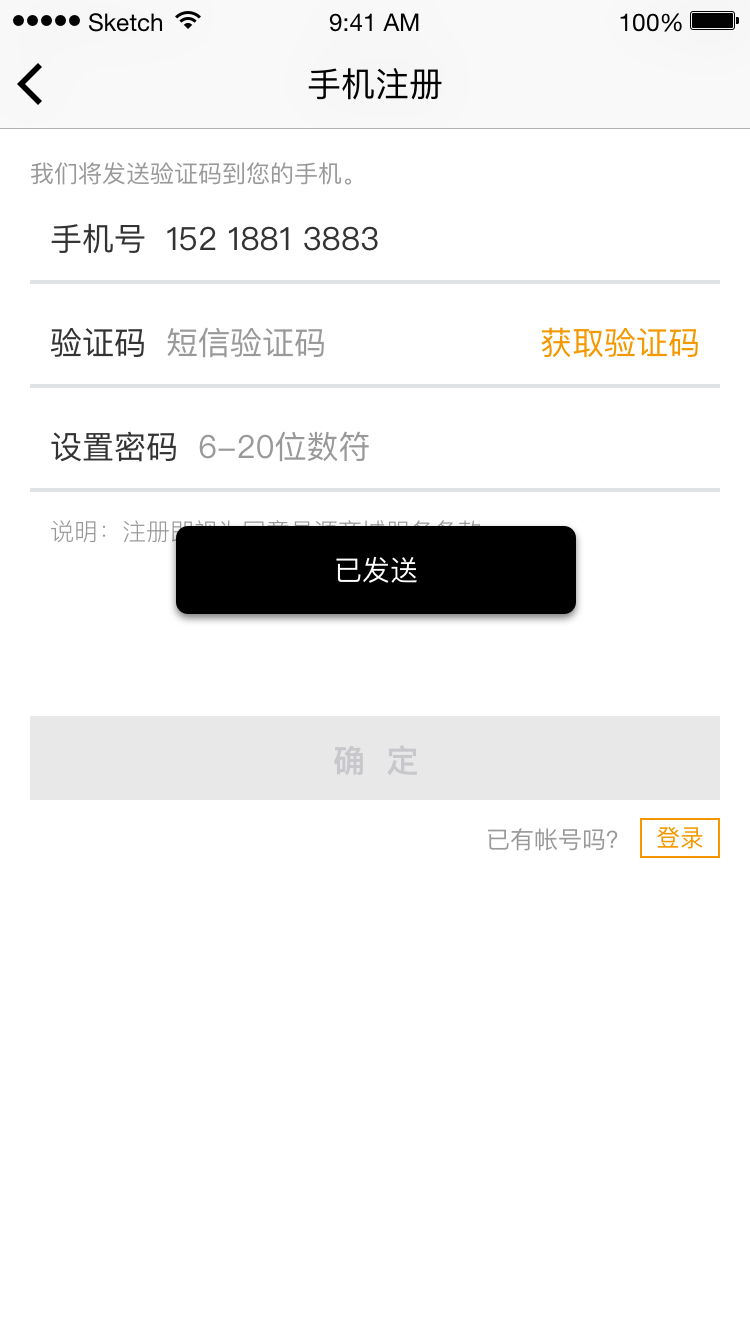 Sketch 9:41 AM 100%
手机注册
我们将发送验证码到您的手机。
手机号 152 1881 3883
验证码 短信验证码 获取验证码
设置密码 6-20位数符
说明：注册
已发送
确 定
已有帐号吗? 登录